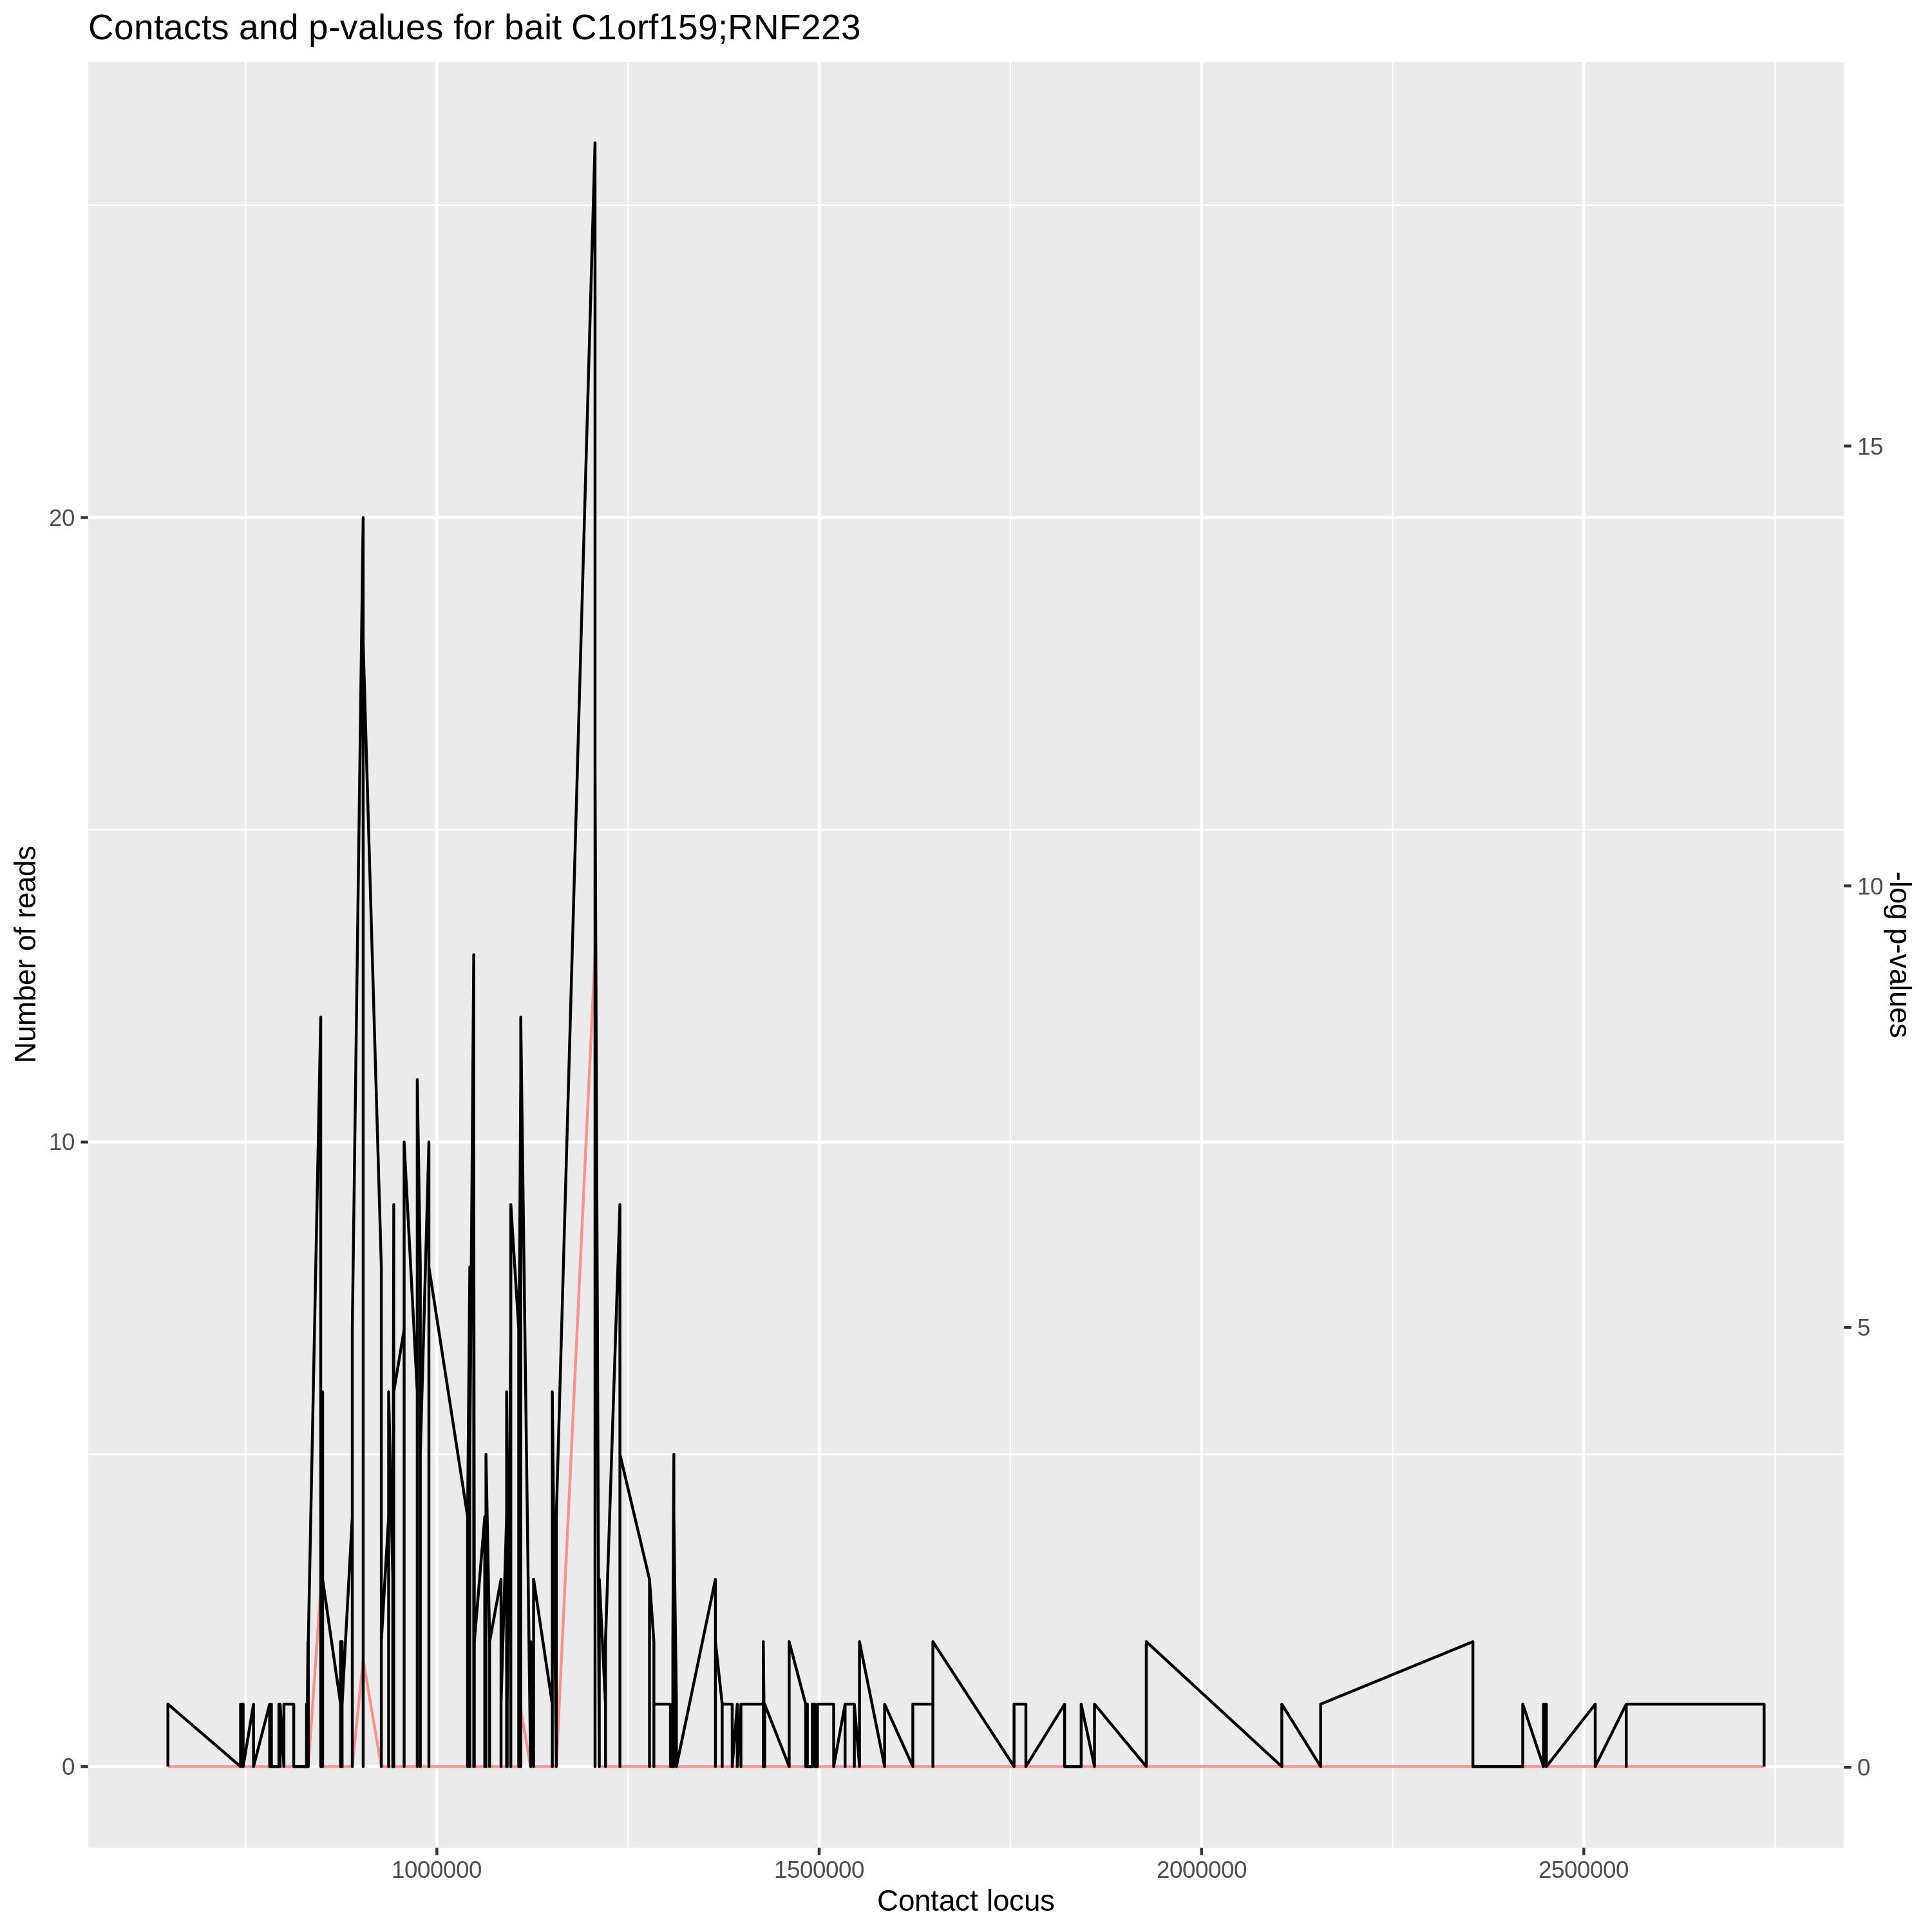 Contacts and p-values for bait C1orf159;RNF223
Number of reads
20
10
0
15
10
5
0
-log p-values
1000000
1500000
2000000
2500000
Contact locus